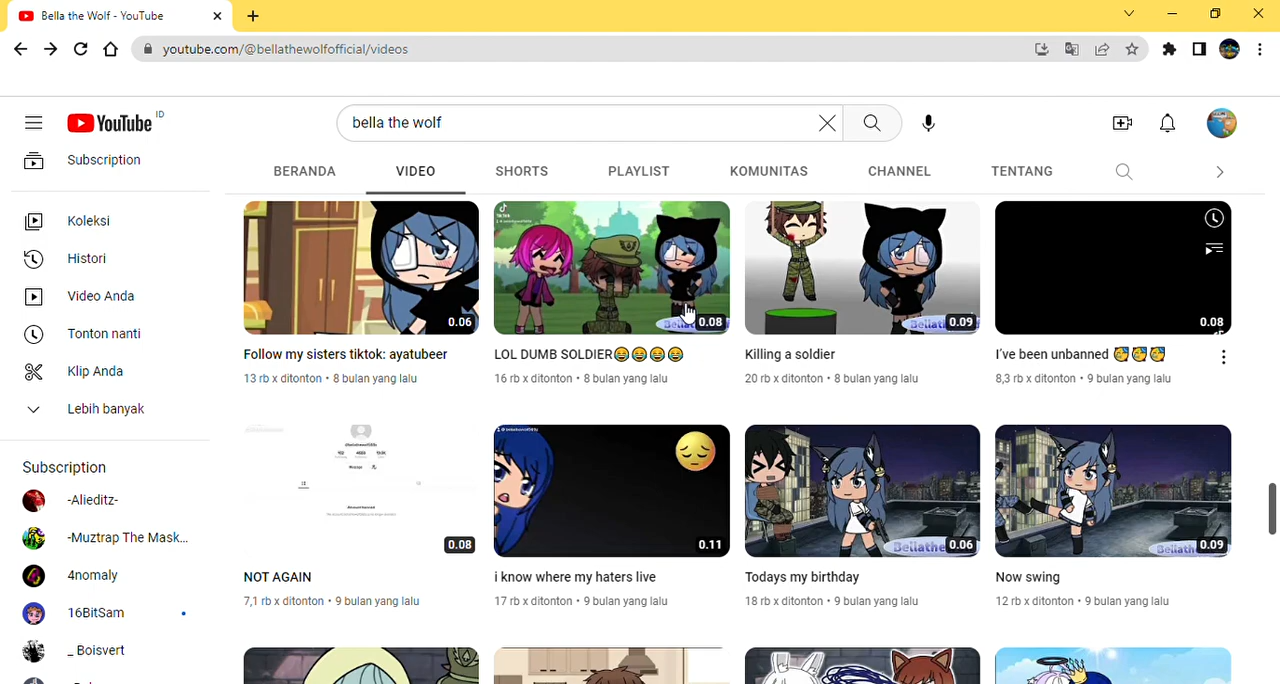 Bella the Wolf - YouTube
youtube.com/@bellathewolfofficial/videos
YouTube ID
bella the wolf
Subscription
BERANDA
VIDEO
SHORTS
PLAYLIST
KOMUNITAS
CHANNEL
TENTANG
Koleksi
Histori
Video Anda
Tonton nanti
Klip Anda
Lebih banyak
Subscription
-Alieditz-
-Muztrap The Mask...
4nomaly
16BitSam
_ Boisvert
0.06
Follow my sisters tiktok: ayatubeer
13 rb x ditonton • 8 bulan yang lalu
TikTok
0.08
LOL DUMB SOLDIER😂😂😂😂
16 rb x ditonton • 8 bulan yang lalu
0.09
Killing a soldier
20 rb x ditonton • 8 bulan yang lalu
0.08
I´ve been unbanned 🥳🥳🥳
8,3 rb x ditonton • 9 bulan yang lalu
Message
0.08
NOT AGAIN
7,1 rb x ditonton • 9 bulan yang lalu
0.11
i know where my haters live
17 rb x ditonton • 9 bulan yang lalu
Bellathe
0.06
Todays my birthday
18 rb x ditonton • 9 bulan yang lalu
0.09
Now swing
12 rb x ditonton • 9 bulan yang lalu